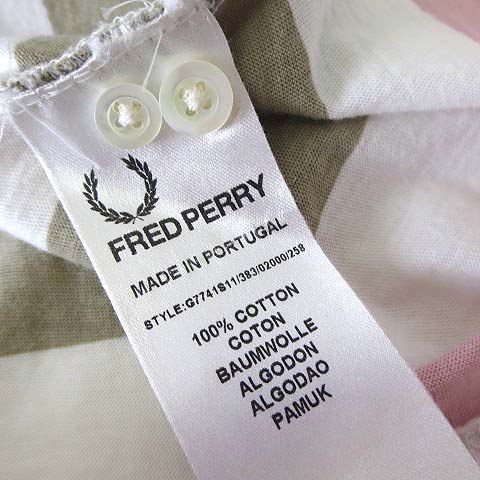 FRED PERRY
MADE IN PORTUGAL
STYLE:G7741S11/383/02000/258
100% COTTON
COTON
BAUMWOLLE
ALGODON
ALGODAO
PAMUK